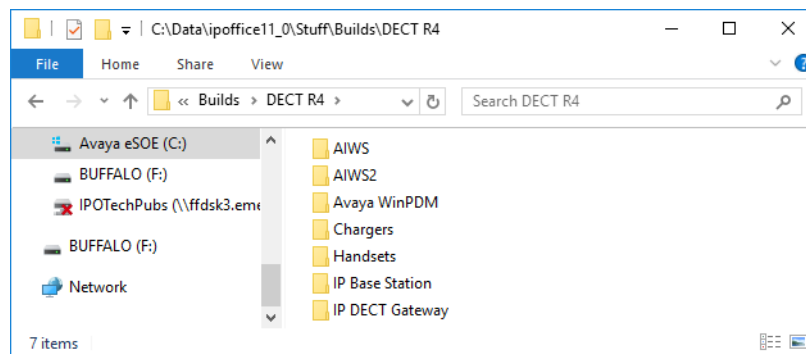 C:\Data\ipoffice11_0\Stuff\Builds\DECT R4
File Home Share View
« Builds > DECT R4 > Search DECT R4
Avaya eSOE (C:)
BUFFALO (F:)
IPOTechPubs (\\ffdsk3.eme
BUFFALO (F:)
Network
AIWS
AIWS2
Avaya WinPDM
Chargers
Handsets
IP Base Station
IP DECT Gateway
7 items